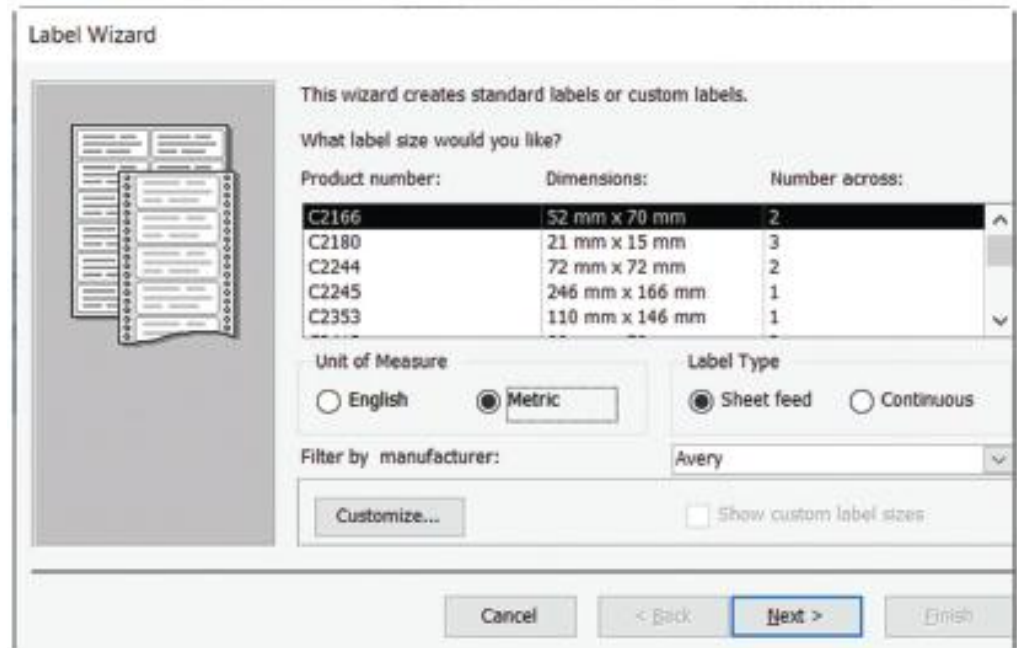 Label Wizard
This wizard creates standard labels or custom labels.
What label size would you like?
Product number: Dimensions: Number across:
C2166 52 mm x 70 mm 2
C2180 21 mm x 15 mm 3
C2244 72 mm x 72 mm 2
C2245 246 mm x 166 mm 1
C2353 110 mm x 146 mm 1
Unit of Measure Label Type
English Metric Sheet feed Continuous
Filter by manufacturer: Avery
Customize... Show custom label sizes
Cancel < Back Next > Finish